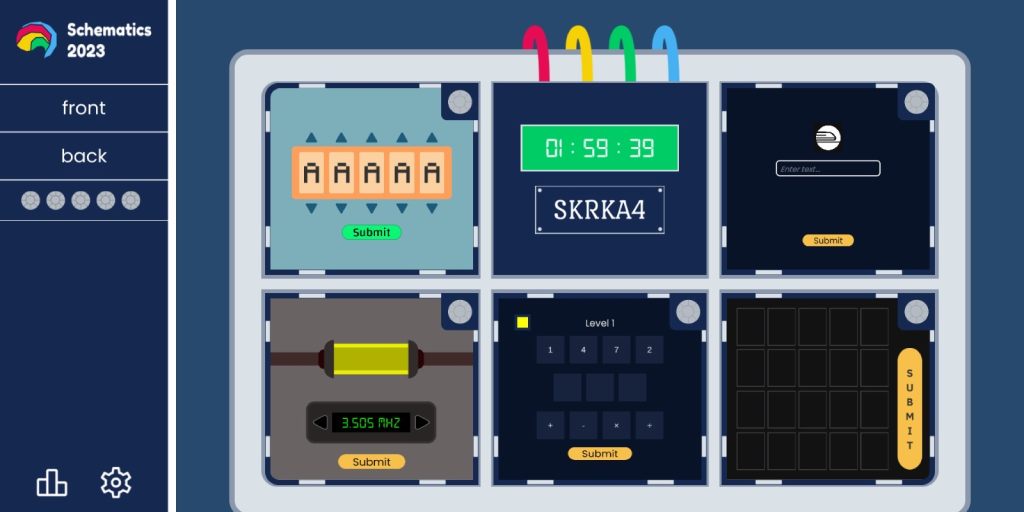 Schematics
2023
front
back
A A A A A
Submit
01 : 59 : 39
SKRKA4
Enter text...
Submit
3.505 MHZ
Submit
Level 1
1 4 7 2
+ - × ÷
Submit
S
U
B
M
I
T